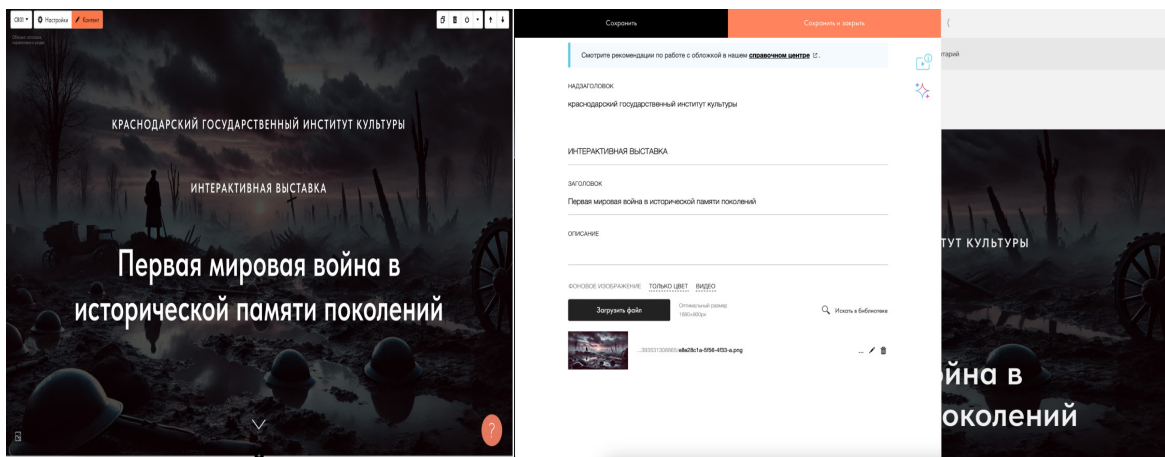 CR01
Настройки
Контент
КРАСНОДАРСКИЙ ГОСУДАРСТВЕННЫЙ ИНСТИТУТ КУЛЬТУРЫ
ИНТЕРАКТИВНАЯ ВЫСТАВКА
Первая мировая война в
исторической памяти поколений
?
Сохранить
Сохранить и закрыть
Смотрите рекомендации по работе с обложкой в нашем справочном центре
НАДЗАГОЛОВОК
краснодарский государственный институт культуры
ИНТЕРАКТИВНАЯ ВЫСТАВКА
ЗАГОЛОВОК
Первая мировая война в исторической памяти поколений
ОПИСАНИЕ
ФОНОВОЕ ИЗОБРАЖЕНИЕ ТОЛЬКО ЦВЕТ ВИДЕО
Загрузить файл
Оптимальный размер
1680×900px
Искать в библиотеке
e8e28c1a-5f56-4f33-a.png
...
тарий
ТУТ КУЛЬТУРЫ
йна в
околений